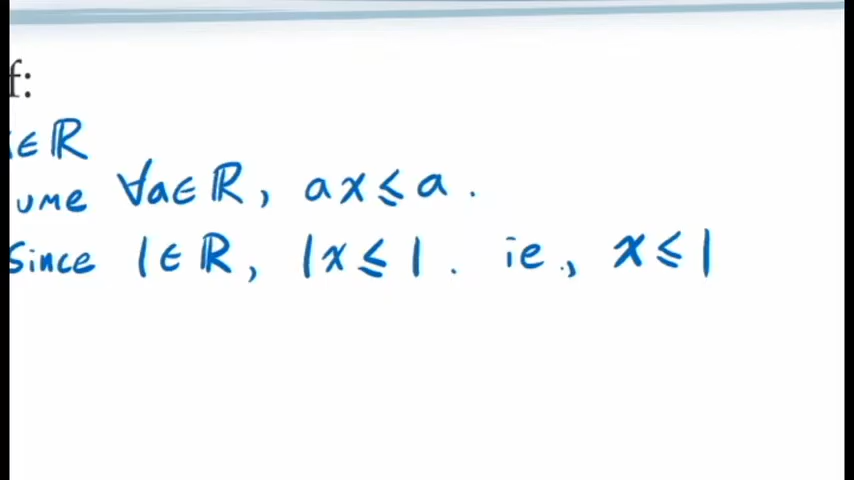 f:
∈ ℝ
ume ∀a∈ℝ, ax≤a.
Since 1∈ℝ, 1x≤1. ie., x≤1